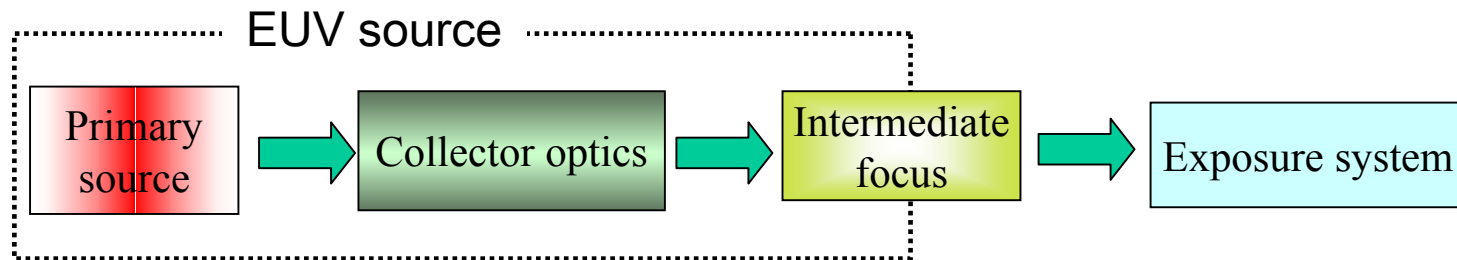 EUV source
Primary
source
Collector optics
Intermediate
focus
Exposure system